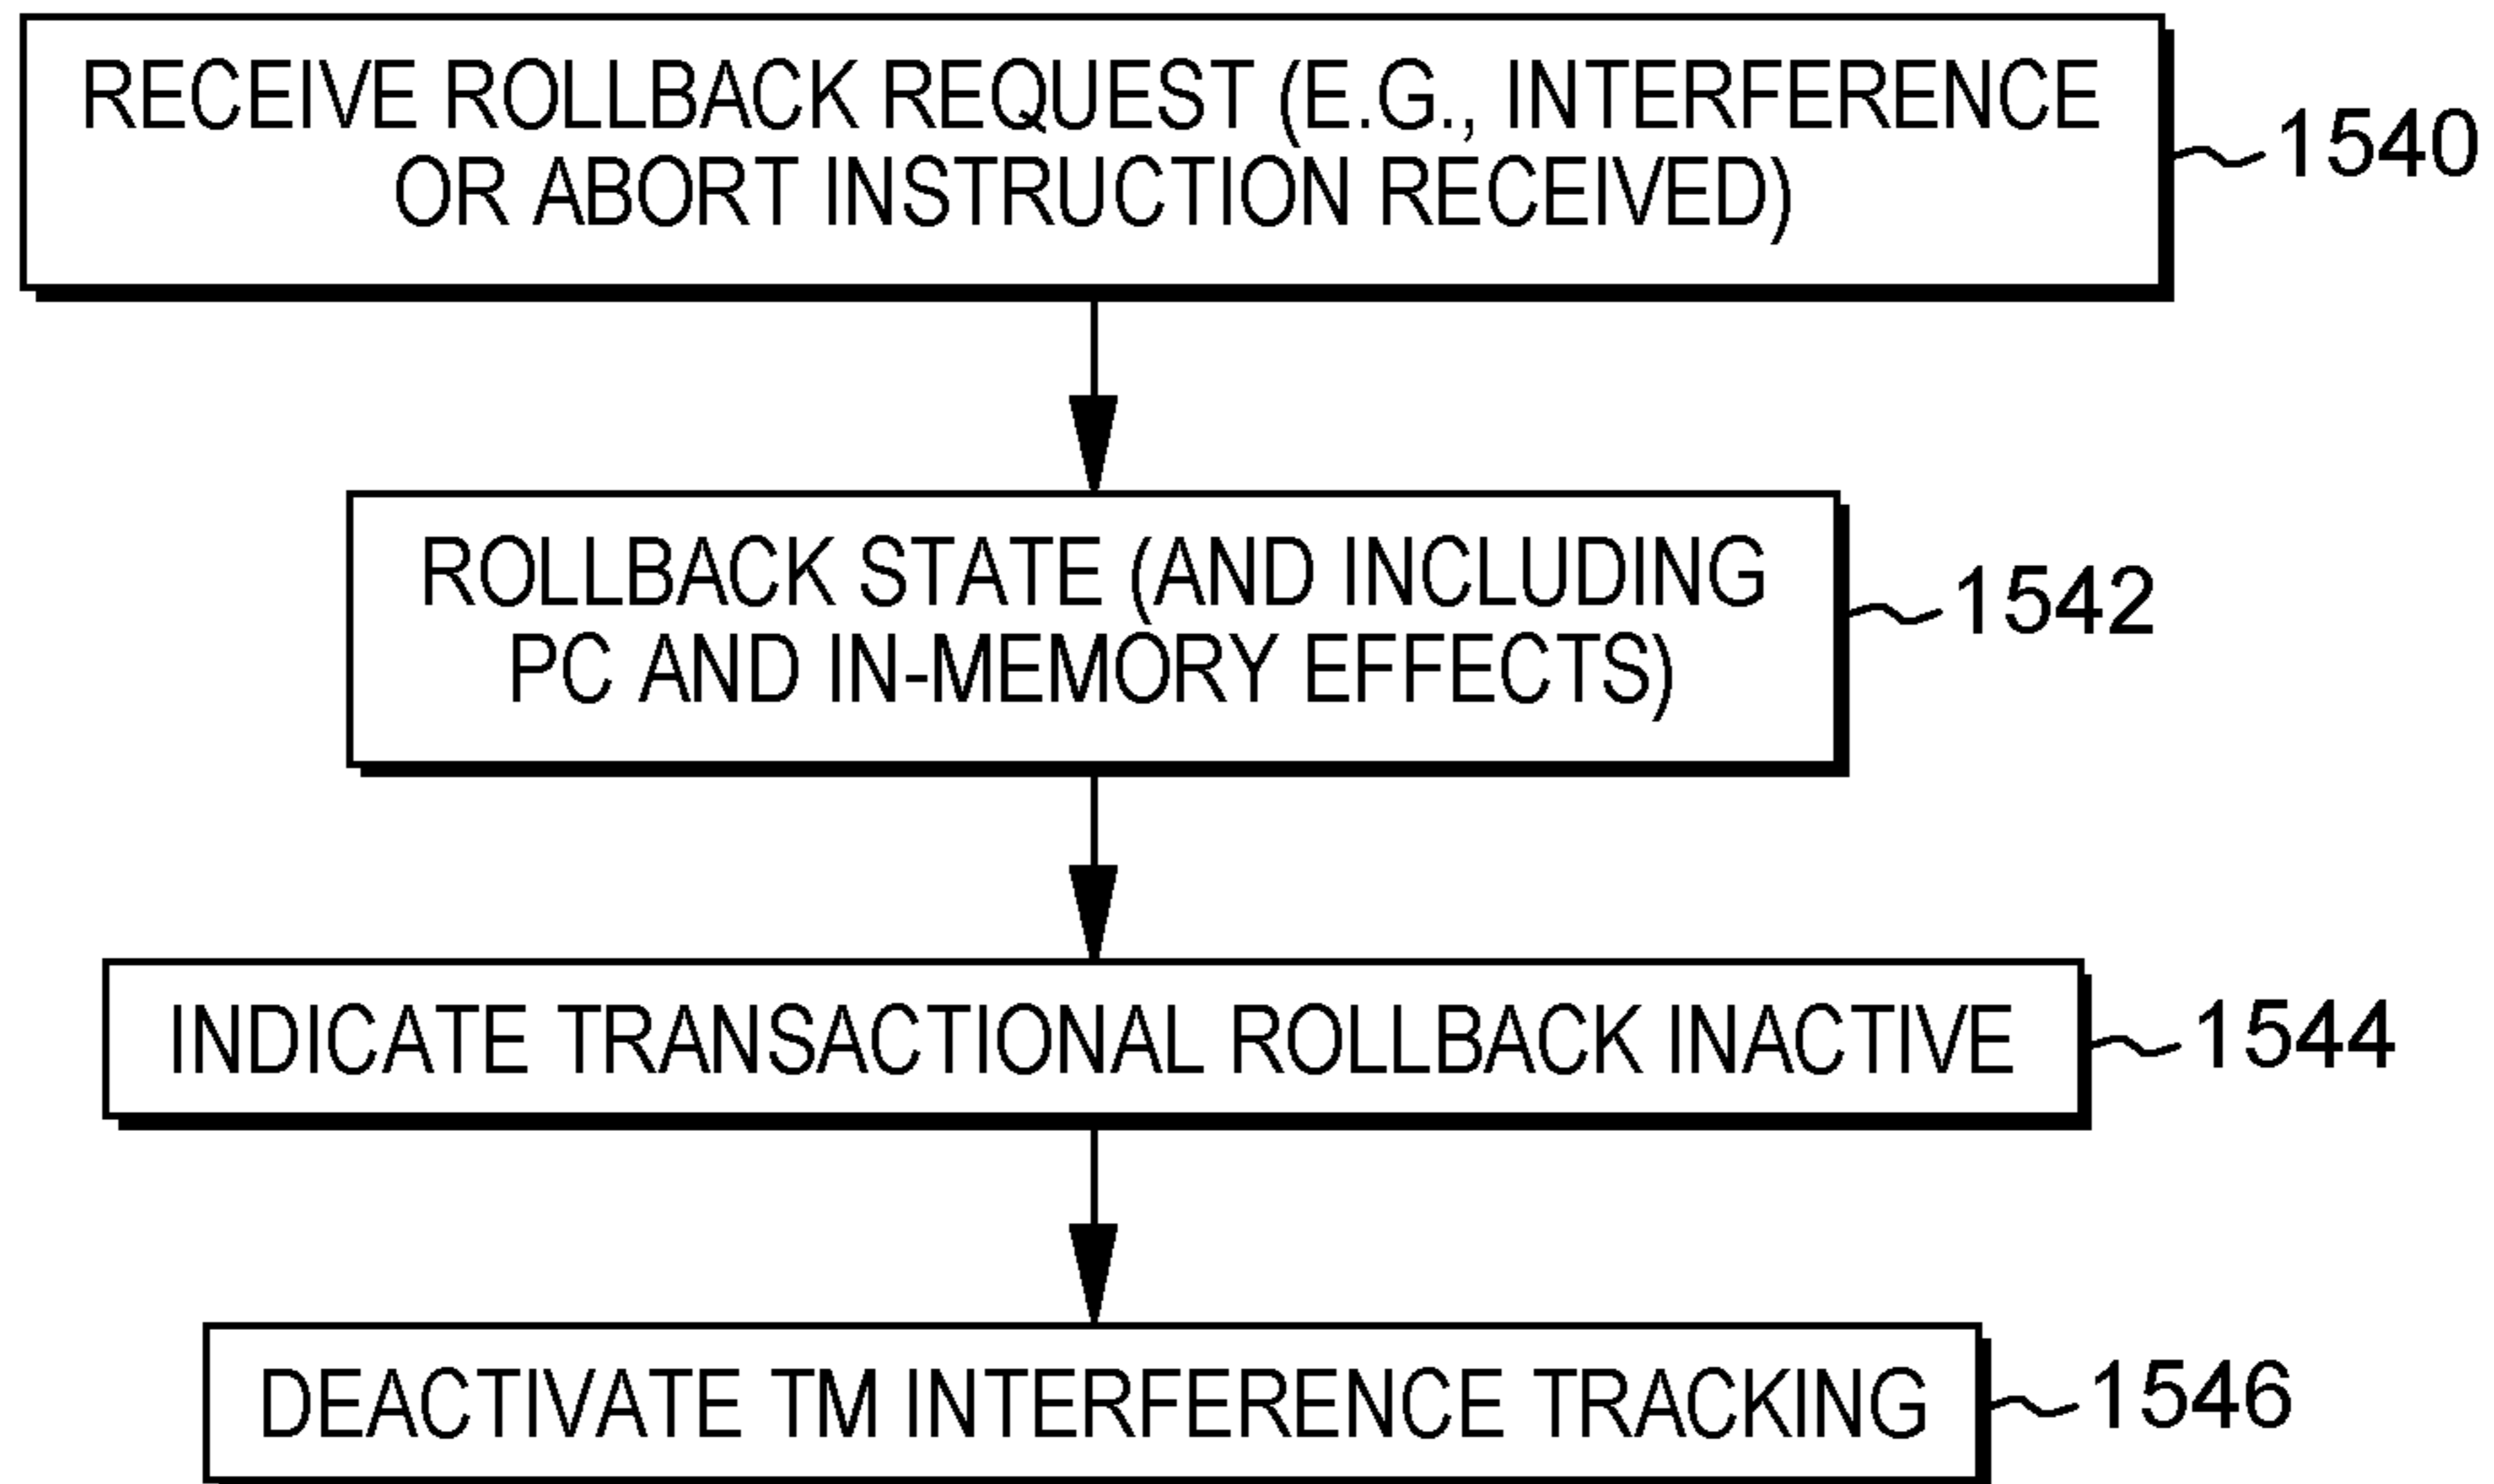 RECEIVE ROLLBACK REQUEST (E.G., INTERFERENCE
OR ABORT INSTRUCTION RECEIVED)
1540
ROLLBACK STATE (AND INCLUDING
PC AND IN-MEMORY EFFECTS)
1542
INDICATE TRANSACTIONAL ROLLBACK INACTIVE
1544
DEACTIVATE TM INTERFERENCE TRACKING
1546